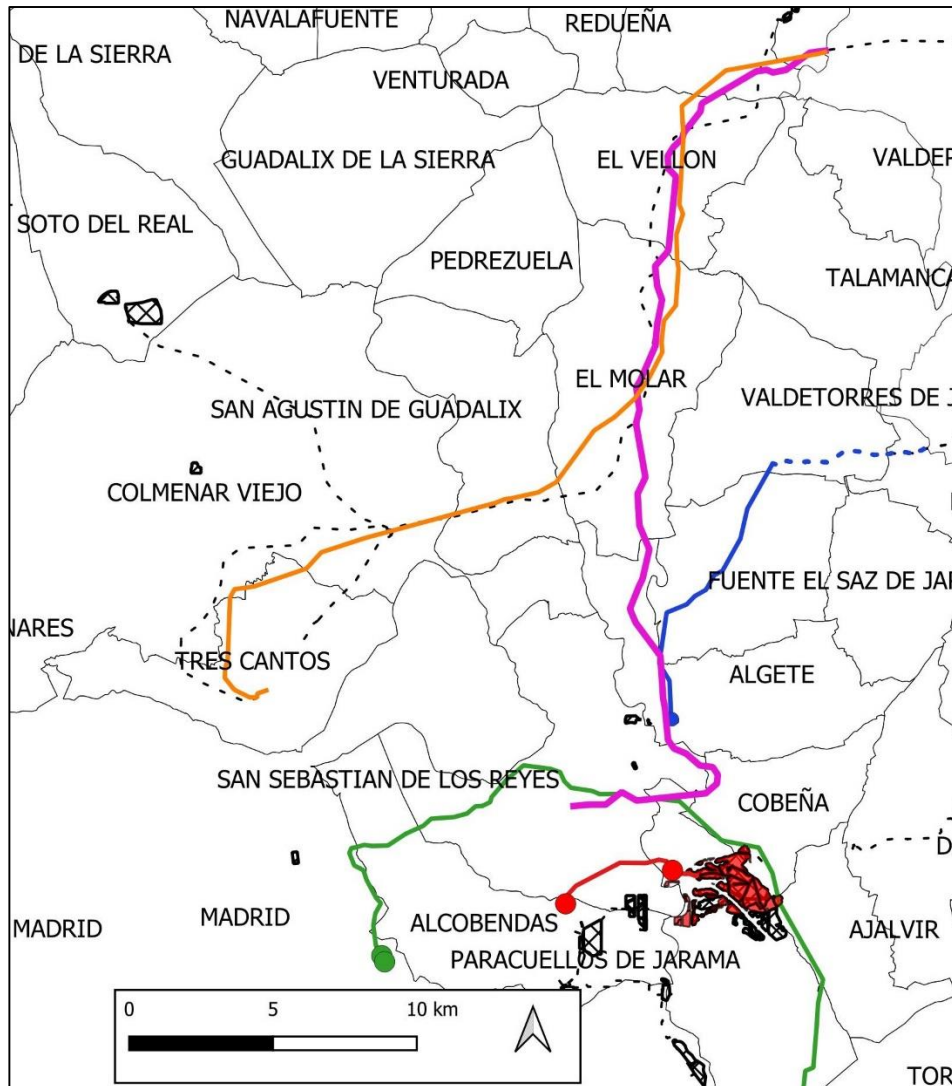 NAVALAFUENTE
REDUEÑA
DE LA SIERRA
VENTURADA
GUADALIX DE LA SIERRA
EL VELLON
VALDER
SOTO DEL REAL
PEDREZUELA
TALAMANCA
EL MOLAR
SAN AGUSTIN DE GUADALIX
VALDETORRES DE J
COLMENAR VIEJO
FUENTE EL SAZ DE JAR
NARES
TRES CANTOS
ALGETE
SAN SEBASTIAN DE LOS REYES
COBEÑA
D
MADRID
MADRID
ALCOBENDAS
AJALVIR
PARACUELLOS DE JARAMA
0 5 10 km
TOR